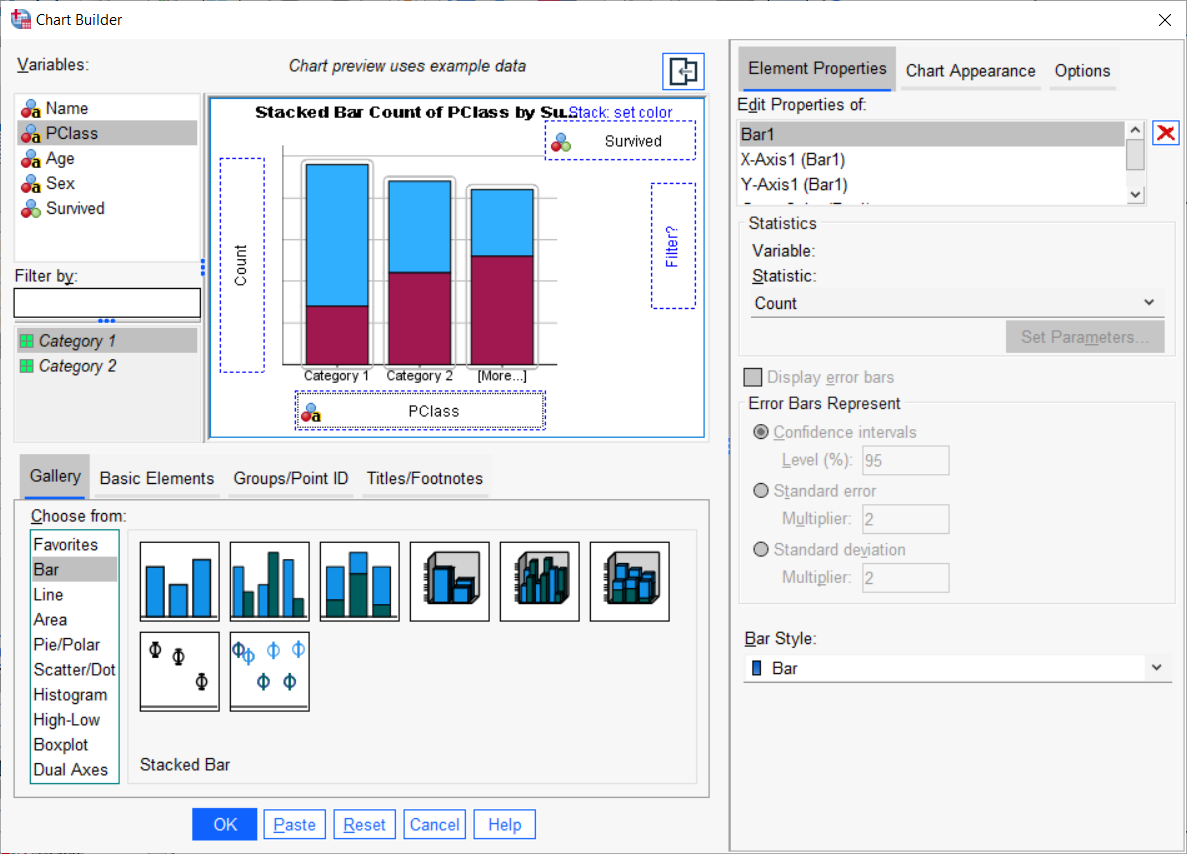 Chart Builder
Variables:
Chart preview uses example data
Name
PClass
Age
Sex
Survived
Filter by:
Category 1
Category 2
Stacked Bar Count of PClass by Su...
Stack: set color
Survived
Count
Filter?
Category 1
Category 2
[More...]
PClass
Gallery
Basic Elements
Groups/Point ID
Titles/Footnotes
Choose from:
Favorites
Bar
Line
Area
Pie/Polar
Scatter/Dot
Histogram
High-Low
Boxplot
Dual Axes
Stacked Bar
OK
Paste
Reset
Cancel
Help
Element Properties
Chart Appearance
Options
Edit Properties of:
Bar1
X-Axis1 (Bar1)
Y-Axis1 (Bar1)
Statistics
Variable:
Statistic:
Count
Set Parameters...
Display error bars
Error Bars Represent
Confidence intervals
Level (%): 95
Standard error
Multiplier: 2
Standard deviation
Multiplier: 2
Bar Style:
Bar